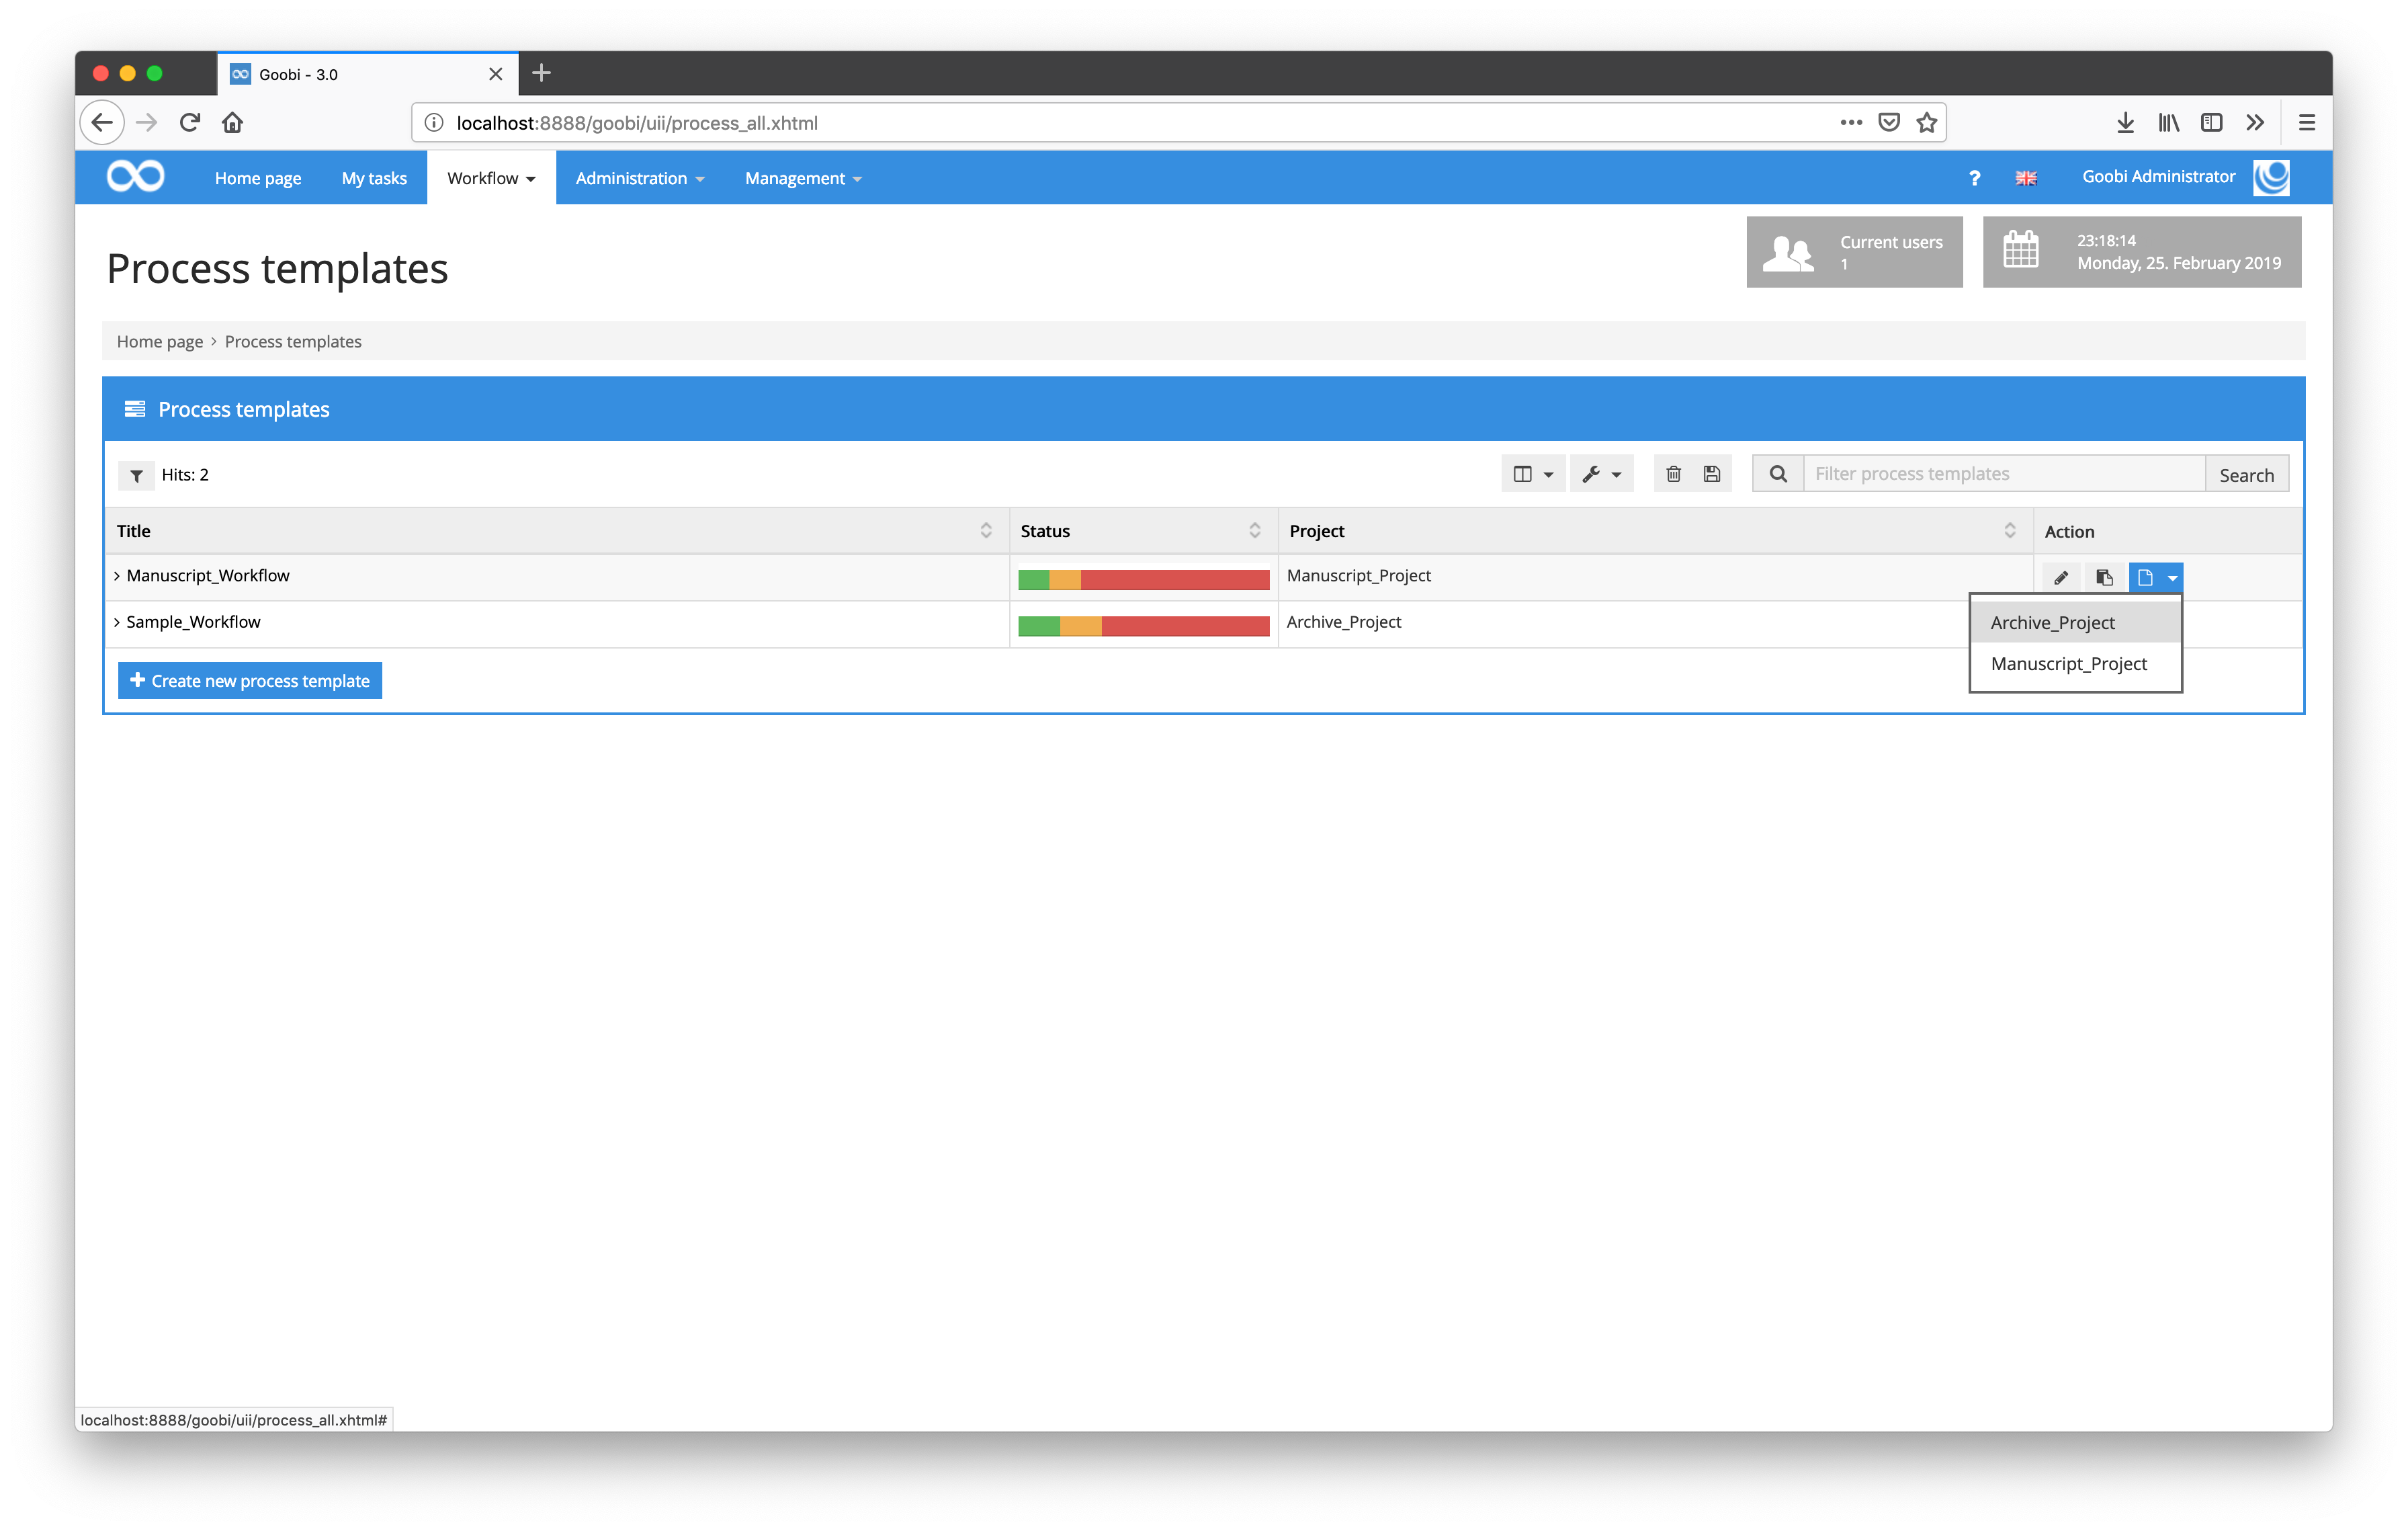 Goobi - 3.0
localhost:8888/goobi/uii/process_all.xhtml
Home page My tasks Workflow Administration Management ? Goobi Administrator
Process templates
Current users
1
23:18:14
Monday, 25. February 2019
Home page > Process templates
Process templates
Hits: 2 Filter process templates Search
Title Status Project Action
Manuscript_Workflow Manuscript_Project
Sample_Workflow Archive_Project
Archive_Project
Manuscript_Project
Create new process template
localhost:8888/goobi/uii/process_all.xhtml#